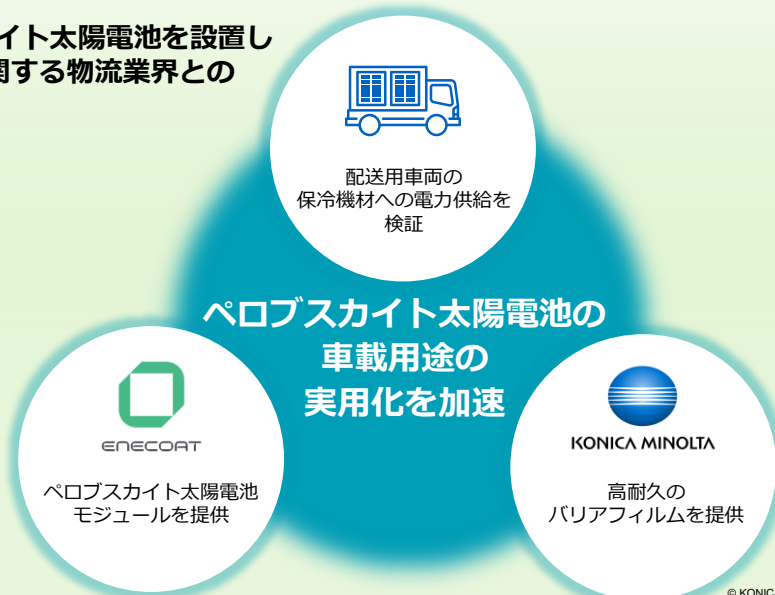 イト太陽電池を設置し
関する物流業界との
配送用車両の
保冷機材への電力供給を
検証
ペロブスカイト太陽電池の
車載用途の
実用化を加速
ENECOAT
ペロブスカイト太陽電池
モジュールを提供
KONICA MINOLTA
高耐久の
バリアフィルムを提供
© KONIC